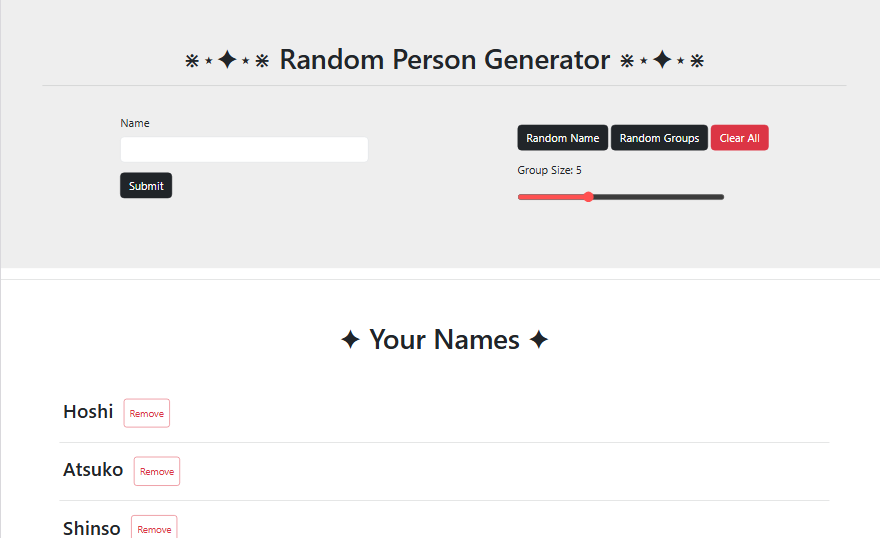 ⋇⋆✦⋆⋇ Random Person Generator ⋇⋆✦⋆⋇
Name
Submit
Random Name Random Groups Clear All
Group Size: 5
✦ Your Names ✦
Hoshi Remove
Atsuko Remove
Shinso Remove